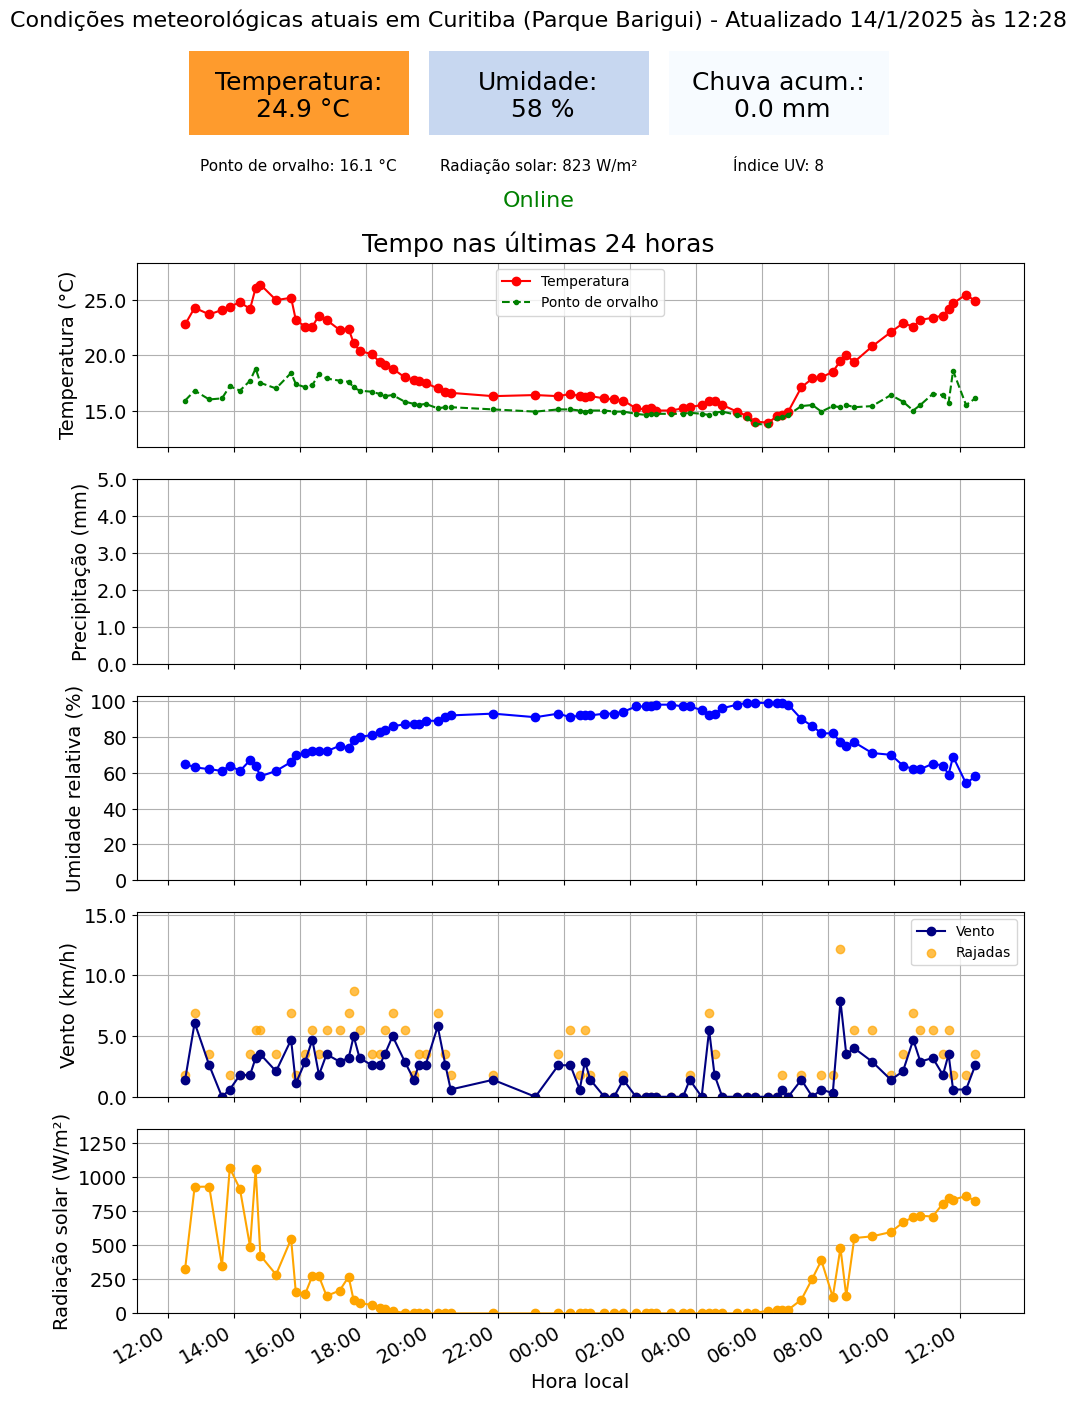 Condições meteorológicas atuais em Curitiba (Parque Barigui) - Atualizado 14/1/2025 às 12:28
Temperatura:
24.9 °C
Umidade:
58 %
Chuva acum.:
0.0 mm
Ponto de orvalho: 16.1 °C
Radiação solar: 823 W/m²
Índice UV: 8
Online
Tempo nas últimas 24 horas
Temperatura (°C)
25.0
20.0
15.0
Temperatura
Ponto de orvalho
Precipitação (mm)
5.0
4.0
3.0
2.0
1.0
0.0
Umidade relativa (%)
100
80
60
40
20
0
Vento (km/h)
15.0
10.0
5.0
0.0
Vento
Rajadas
Radiação solar (W/m²)
1250
1000
750
500
250
0
12:00
14:00
16:00
18:00
20:00
22:00
00:00
02:00
04:00
06:00
08:00
10:00
12:00
Hora local